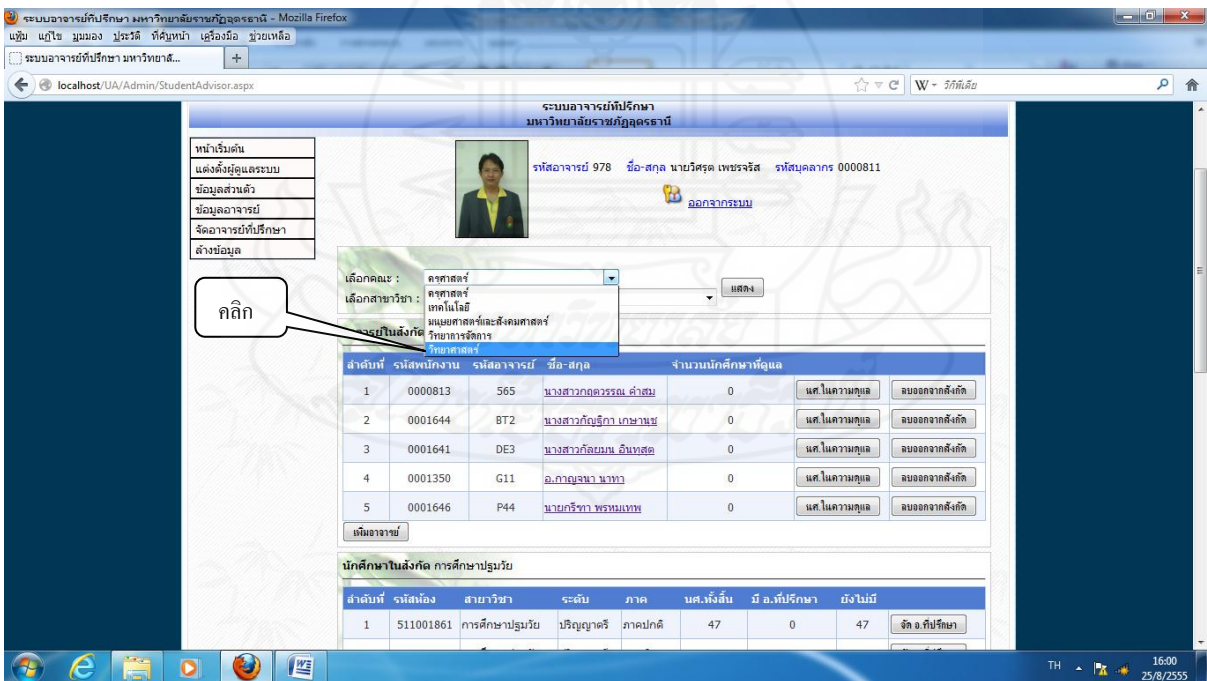 ระบบอาจารย์ที่ปรึกษา มหาวิทยาลัยราชภัฏอุดรธานี - Mozilla Firefox
แฟ้ม แก้ไข มุมมอง ประวัติ ที่คั่นหน้า เครื่องมือ ช่วยเหลือ
ระบบอาจารย์ที่ปรึกษา มหาวิทยาลั... +
localhost/UA/Admin/StudentAdvisor.aspx W - วิกิพีเดีย
ระบบอาจารย์ที่ปรึกษา
มหาวิทยาลัยราชภัฏอุดรธานี
หน้าเริ่มต้น
แต่งตั้งผู้ดูแลระบบ
ข้อมูลส่วนตัว
ข้อมูลอาจารย์
จัดอาจารย์ที่ปรึกษา
ล้างข้อมูล
รหัสอาจารย์ 978 ชื่อ-สกุล นายวิศรุต เพชรจรัส รหัสบุคลากร 0000811
ออกจากระบบ
เลือกคณะ : ครุศาสตร์
เลือกสาขาวิชา : แสดง
ครุศาสตร์
เทคโนโลยี
มนุษยศาสตร์และสังคมศาสตร์
วิทยาการจัดการ
วิทยาศาสตร์
คลิก
ลำดับที่ รหัสพนักงาน รหัสอาจารย์ ชื่อ-สกุล จำนวนนักศึกษาที่ดูแล
1 0000813 565 นางสาวกฤตวรรณ คำสม 0 นศ.ในความดูแล ลบออกจากสังกัด
2 0001644 BT2 นางสาวกัญฐิกา เกษานุช 0 นศ.ในความดูแล ลบออกจากสังกัด
3 0001641 DE3 นางสาวกัลยมน อินทุสุต 0 นศ.ในความดูแล ลบออกจากสังกัด
4 0001350 G11 อ.กาญจนา นาทา 0 นศ.ในความดูแล ลบออกจากสังกัด
5 0001646 P44 นายกรีฑา พรหมเทพ 0 นศ.ในความดูแล ลบออกจากสังกัด
เพิ่มอาจารย์
นักศึกษาในสังกัด การศึกษาปฐมวัย
ลำดับที่ รหัสห้อง สายาวิชา ระดับ ภาค นศ.ทั้งสิ้น มี อ.ที่ปรึกษา ยังไม่มี
1 511001861 การศึกษาปฐมวัย ปริญญาตรี ภาคปกติ 47 0 47 จัด อ.ที่ปรึกษา
TH 16:00
25/8/2555